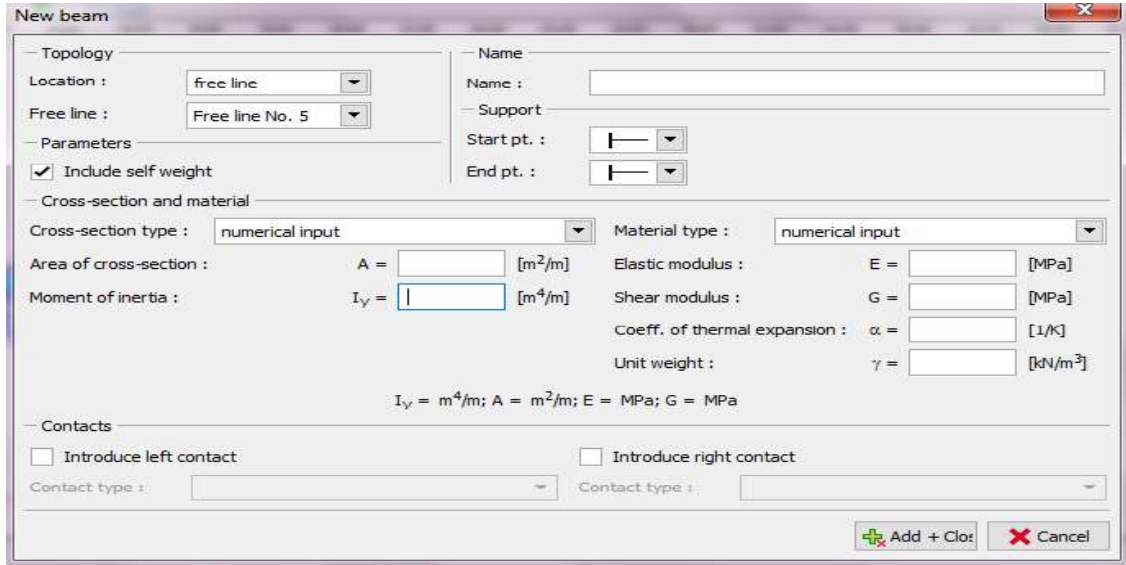 New beam
Topology
Location :
free line
Free line :
Free line No. 5
Parameters
Include self weight
Name
Name :
Support
Start pt. :
End pt. :
Cross-section and material
Cross-section type :
numerical input
Material type :
numerical input
Area of cross-section :
A =
[m²/m]
Elastic modulus :
E =
[MPa]
Moment of inertia :
Iy =
[m⁴/m]
Shear modulus :
G =
[MPa]
Coeff. of thermal expansion :
α =
[1/K]
Unit weight :
γ =
[kN/m³]
Iy = m⁴/m; A = m²/m; E = MPa; G = MPa
Contacts
Introduce left contact
Introduce right contact
Contact type :
Contact type :
Add + Clos
Cancel